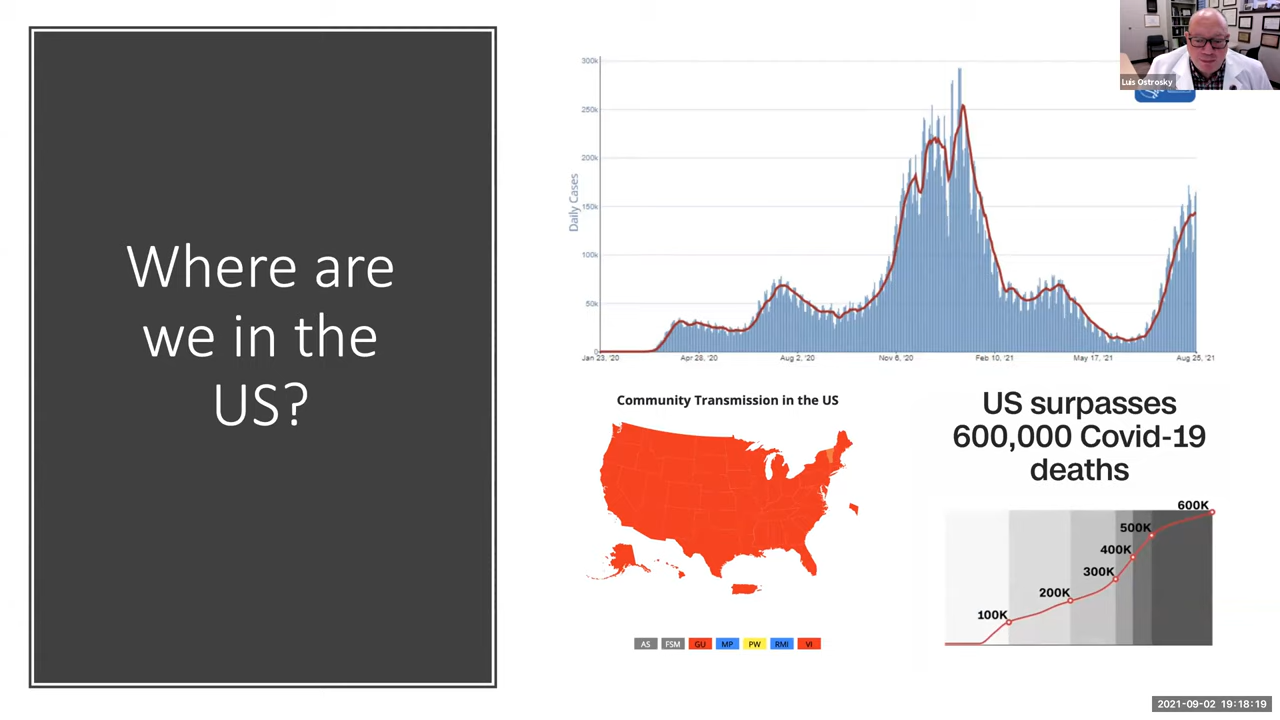 Where are
we in the
US?
Luis Ostrosky
300k
250k
200k
150k
100k
50k
0
Daily Cases
Jan 23, '20
Apr 28, '20
Aug 2, '20
Nov 6, '20
Feb 10, '21
May 17, '21
Aug 25, '21
Community Transmission in the US
AS
FSM
GU
MP
PW
RMI
VI
US surpasses
600,000 Covid-19
deaths
100K
200K
300K
400K
500K
600K
2021-09-02 19:18:19